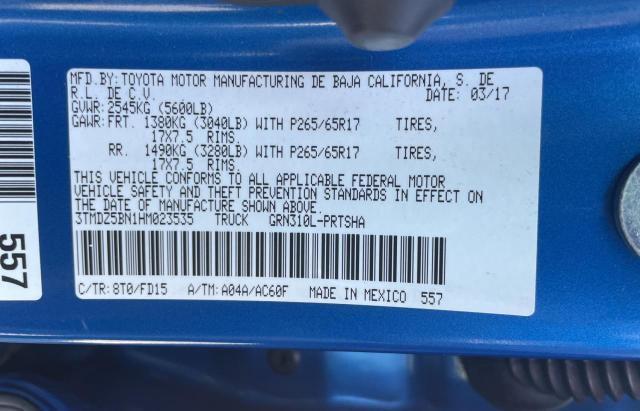 MFD.BY:TOYOTA MOTOR MANUFACTURING DE BAJA CALIFORNIA, S. DE
R.L. DE C.V. DATE: 03/17
GVWR:2545KG (5600LB)
GAWR:FRT. 1380KG (3040LB) WITH P265/65R17 TIRES,
17X7.5 RIMS.
RR. 1490KG (3280LB) WITH P265/65R17 TIRES,
17X7.5 RIMS.
THIS VEHICLE CONFORMS TO ALL APPLICABLE FEDERAL MOTOR
VEHICLE SAFETY AND THEFT PREVENTION STANDARDS IN EFFECT ON
THE DATE OF MANUFACTURE SHOWN ABOVE.
3TMDZ5BN1HM023535 TRUCK GRN310L-PRTSHA
C/TR:8T0/FD15 A/TM:A04A/AC60F MADE IN MEXICO 557
557